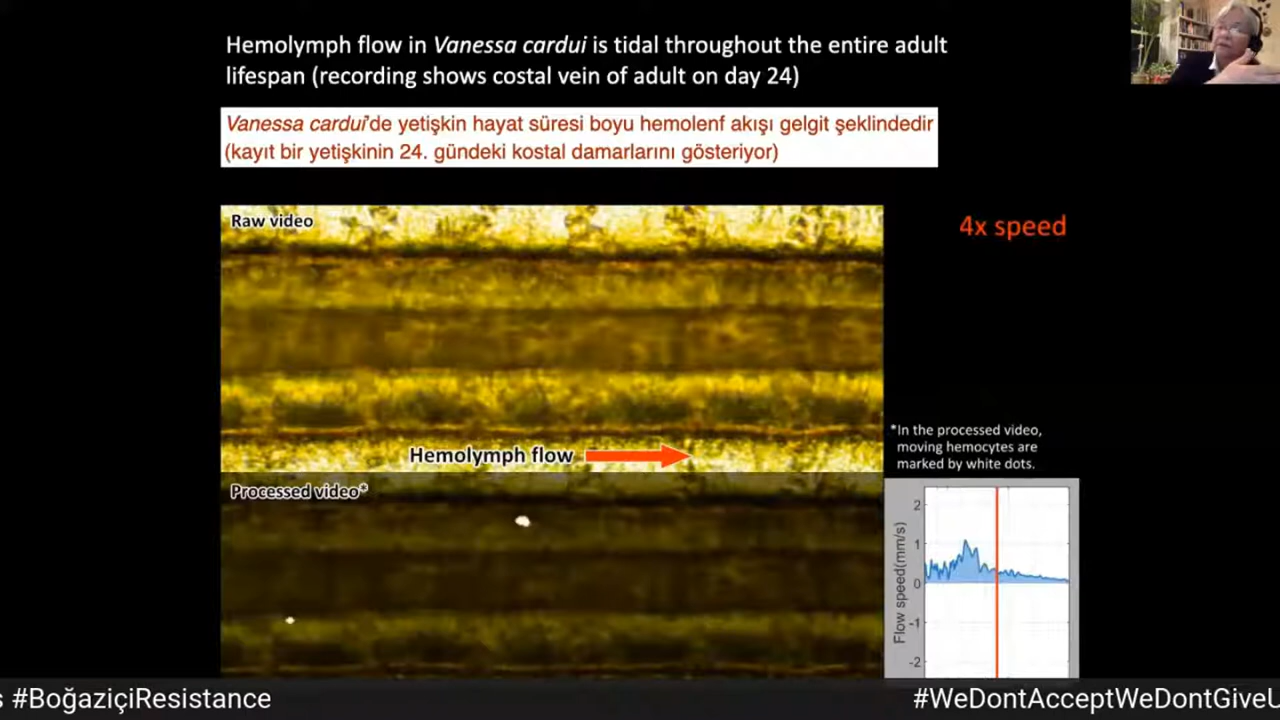 Hemolymph flow in Vanessa cardui is tidal throughout the entire adult
lifespan (recording shows costal vein of adult on day 24)
Vanessa cardui'de yetişkin hayat süresi boyu hemolenf akışı gelgit şeklindedir
(kayıt bir yetişkinin 24. gündeki kostal damarlarını gösteriyor)
Raw video
4x speed
Hemolymph flow
*In the processed video,
moving hemocytes are
marked by white dots.
Processed video*
Flow speed(mm/s)
2
1
0
-1
-2
s #BoğaziçiResistance
#WeDontAcceptWeDontGiveU